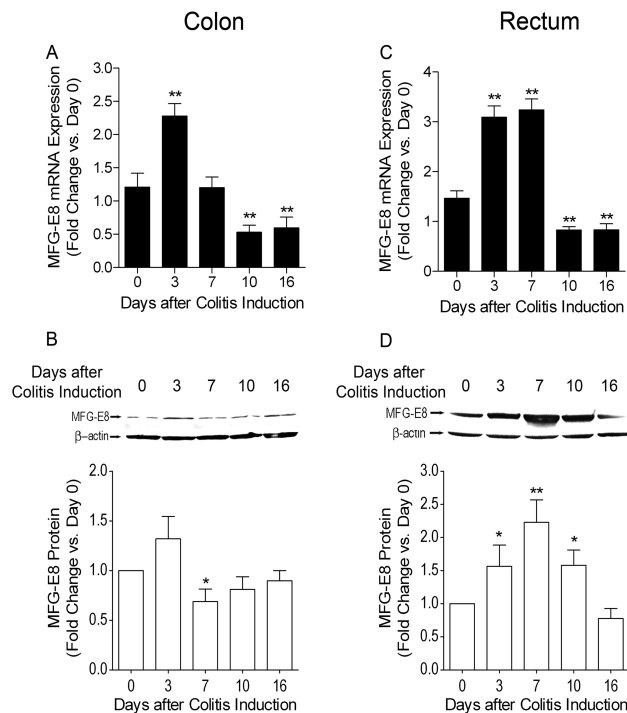 Colon
A
MFG-E8 mRNA Expression
(Fold Change vs. Day 0)
3.0
2.5
2.0
1.5
1.0
0.5
0.0
**
**
**
0 3 7 10 16
Days after Colitis Induction
B
Days after
Colitis Induction
0 3 7 10 16
MFG-E8
β-actin
MFG-E8 Protein
(Fold Change vs. Day 0)
2.0
1.5
1.0
0.5
0.0
*
0 3 7 10 16
Days after Colitis Induction
Rectum
C
MFG-E8 mRNA Expression
(Fold Change vs. Day 0)
4
3
2
1
0
**
**
**
**
0 3 7 10 16
Days after Colitis Induction
D
Days after
Colitis Induction
0 3 7 10 16
MFG-E8
β-actin
MFG-E8 Protein
(Fold Change vs. Day 0)
3.0
2.5
2.0
1.5
1.0
0.5
0.0
*
**
*
0 3 7 10 16
Days after Colitis Induction